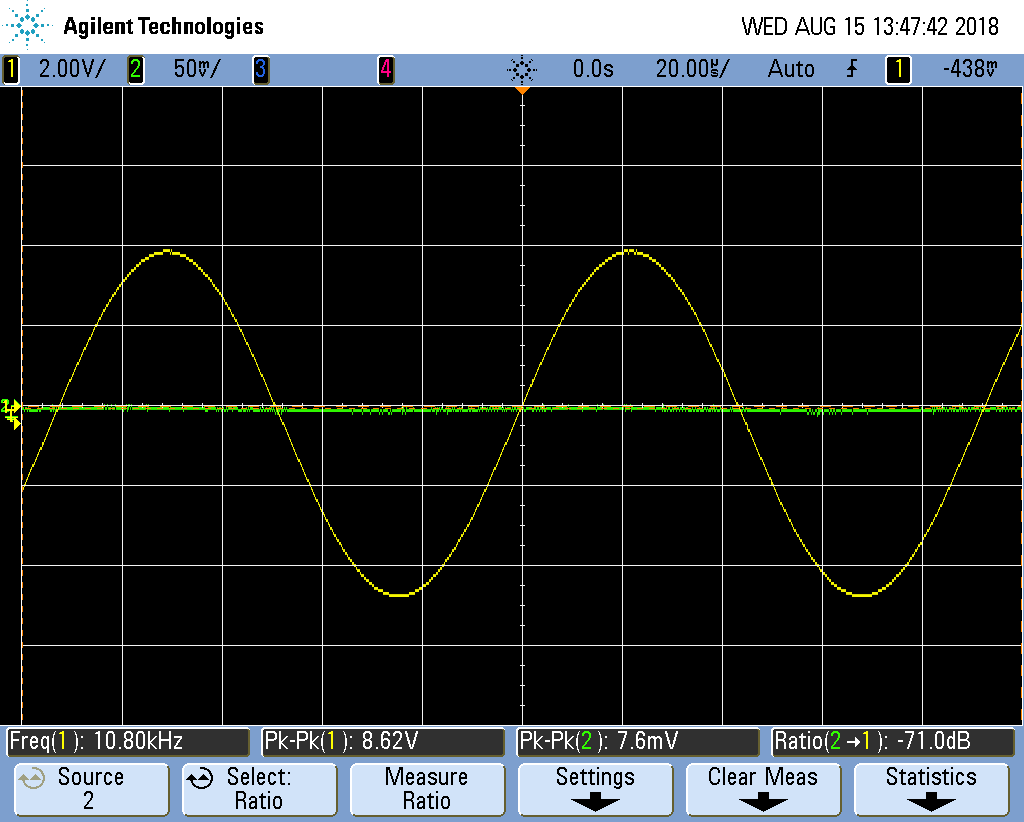 Agilent Technologies WED AUG 15 13:47:42 2018
1 2.00V/ 2 50mV/ 3 4 0.0s 20.00us/ Auto 1 -438mV
Freq(1): 10.80kHz Pk-Pk(1): 8.62V Pk-Pk(2): 7.6mV Ratio(2→1): -71.0dB
Source Select: Measure Settings Clear Meas Statistics
2 Ratio Ratio